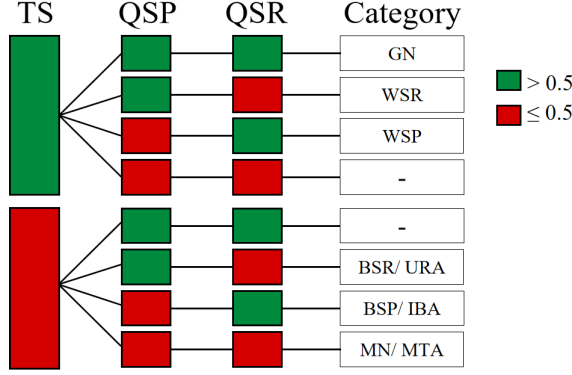 TS QSP QSR Category
GN
WSR
WSP
-
-
BSR/ URA
BSP/ IBA
MN/ MTA
> 0.5
≤ 0.5